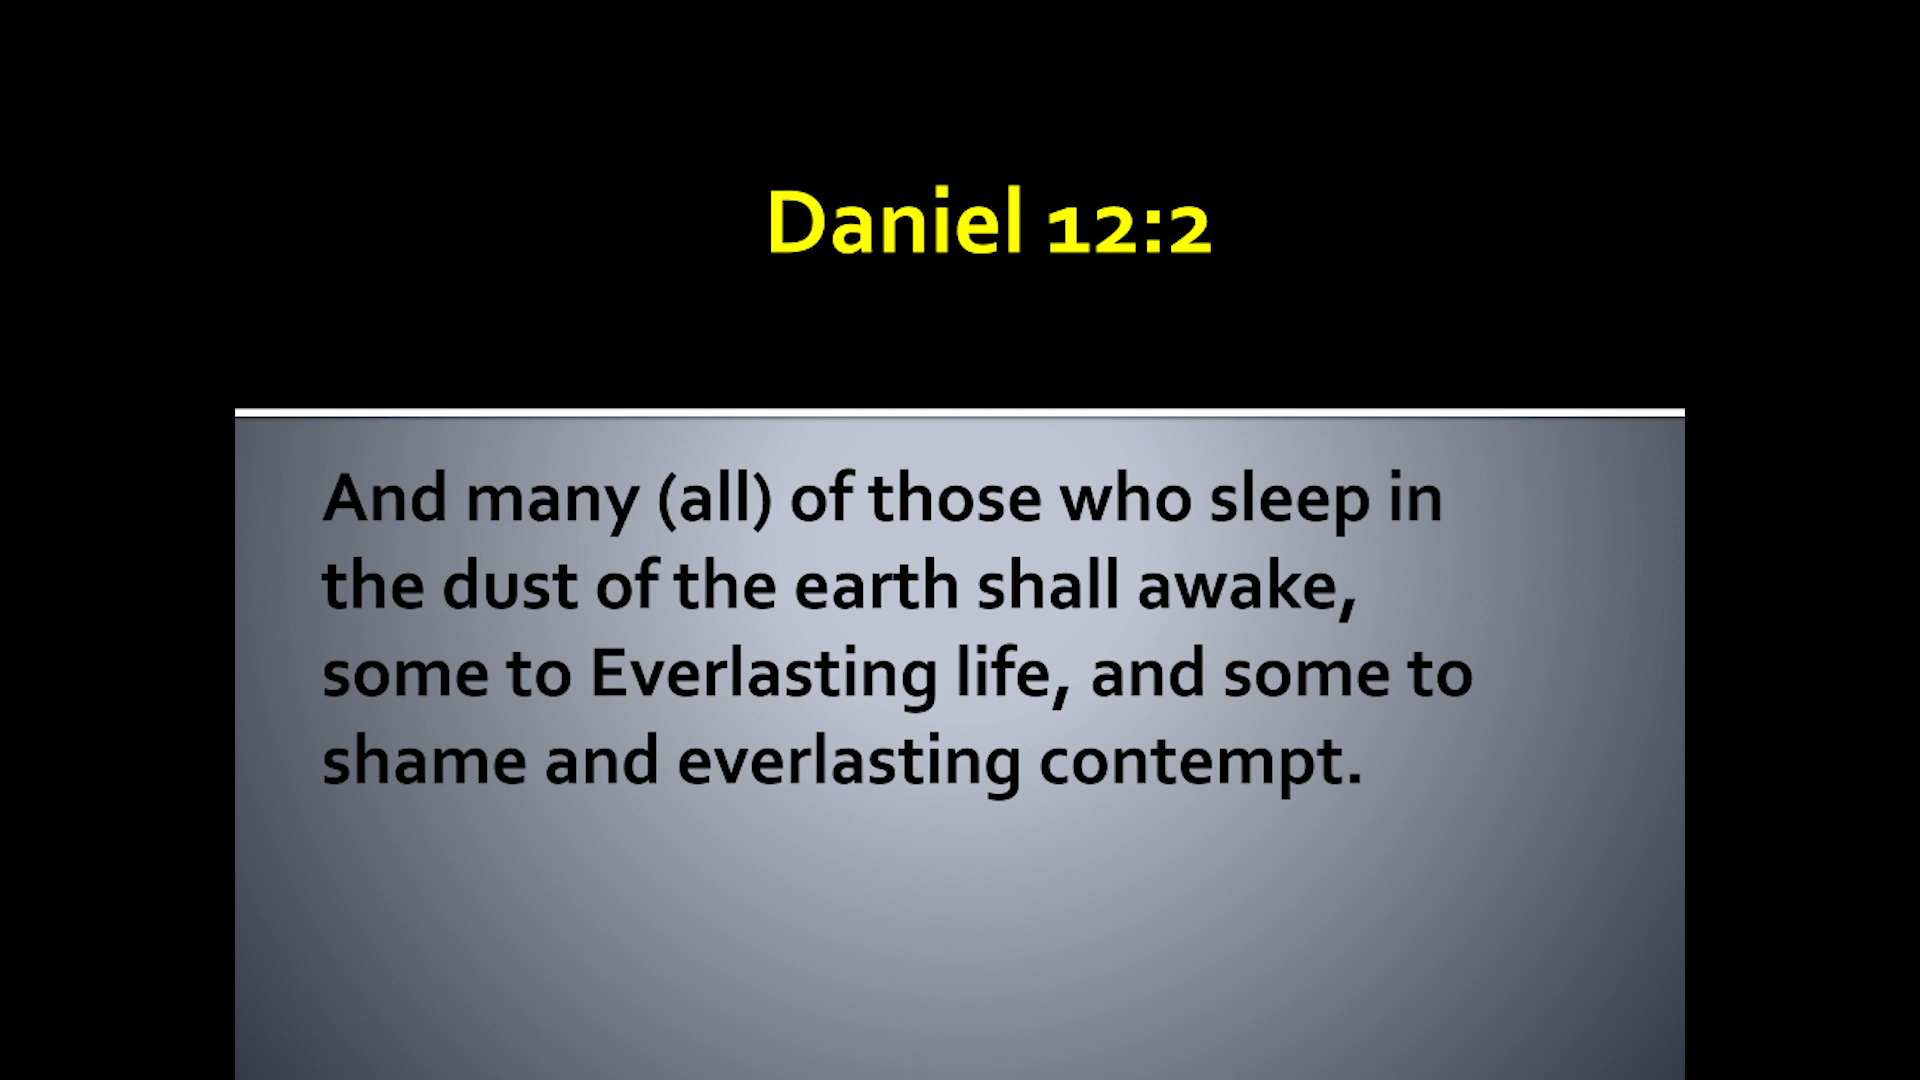 Daniel 12:2
And many (all) of those who sleep in
the dust of the earth shall awake,
some to Everlasting life, and some to
shame and everlasting contempt.